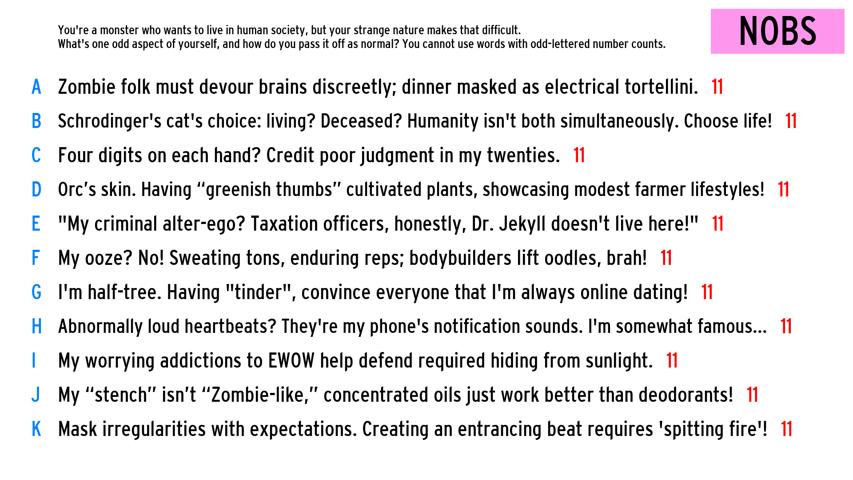 You're a monster who wants to live in human society, but your strange nature makes that difficult.
What's one odd aspect of yourself, and how do you pass it off as normal? You cannot use words with odd-lettered number counts.
NOBS
A Zombie folk must devour brains discreetly; dinner masked as electrical tortellini. 11
B Schrodinger's cat's choice: living? Deceased? Humanity isn't both simultaneously. Choose life! 11
C Four digits on each hand? Credit poor judgment in my twenties. 11
D Orc's skin. Having “greenish thumbs” cultivated plants, showcasing modest farmer lifestyles! 11
E "My criminal alter-ego? Taxation officers, honestly, Dr. Jekyll doesn't live here!" 11
F My ooze? No! Sweating tons, enduring reps; bodybuilders lift oodles, brah! 11
G I'm half-tree. Having "tinder", convince everyone that I'm always online dating! 11
H Abnormally loud heartbeats? They're my phone's notification sounds. I'm somewhat famous... 11
I My worrying addictions to EWOW help defend required hiding from sunlight. 11
J My “stench” isn't “Zombie-like,” concentrated oils just work better than deodorants! 11
K Mask irregularities with expectations. Creating an entrancing beat requires 'spitting fire'! 11